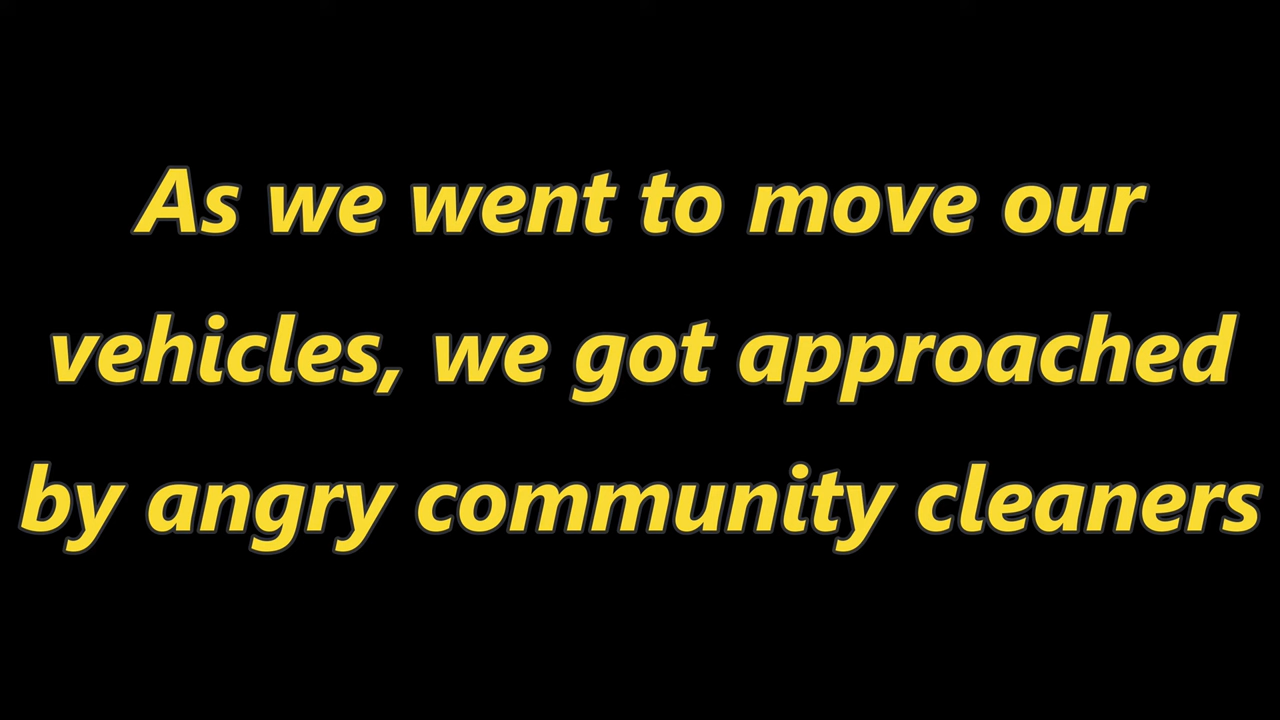 As we went to move our
vehicles, we got approached
by angry community cleaners